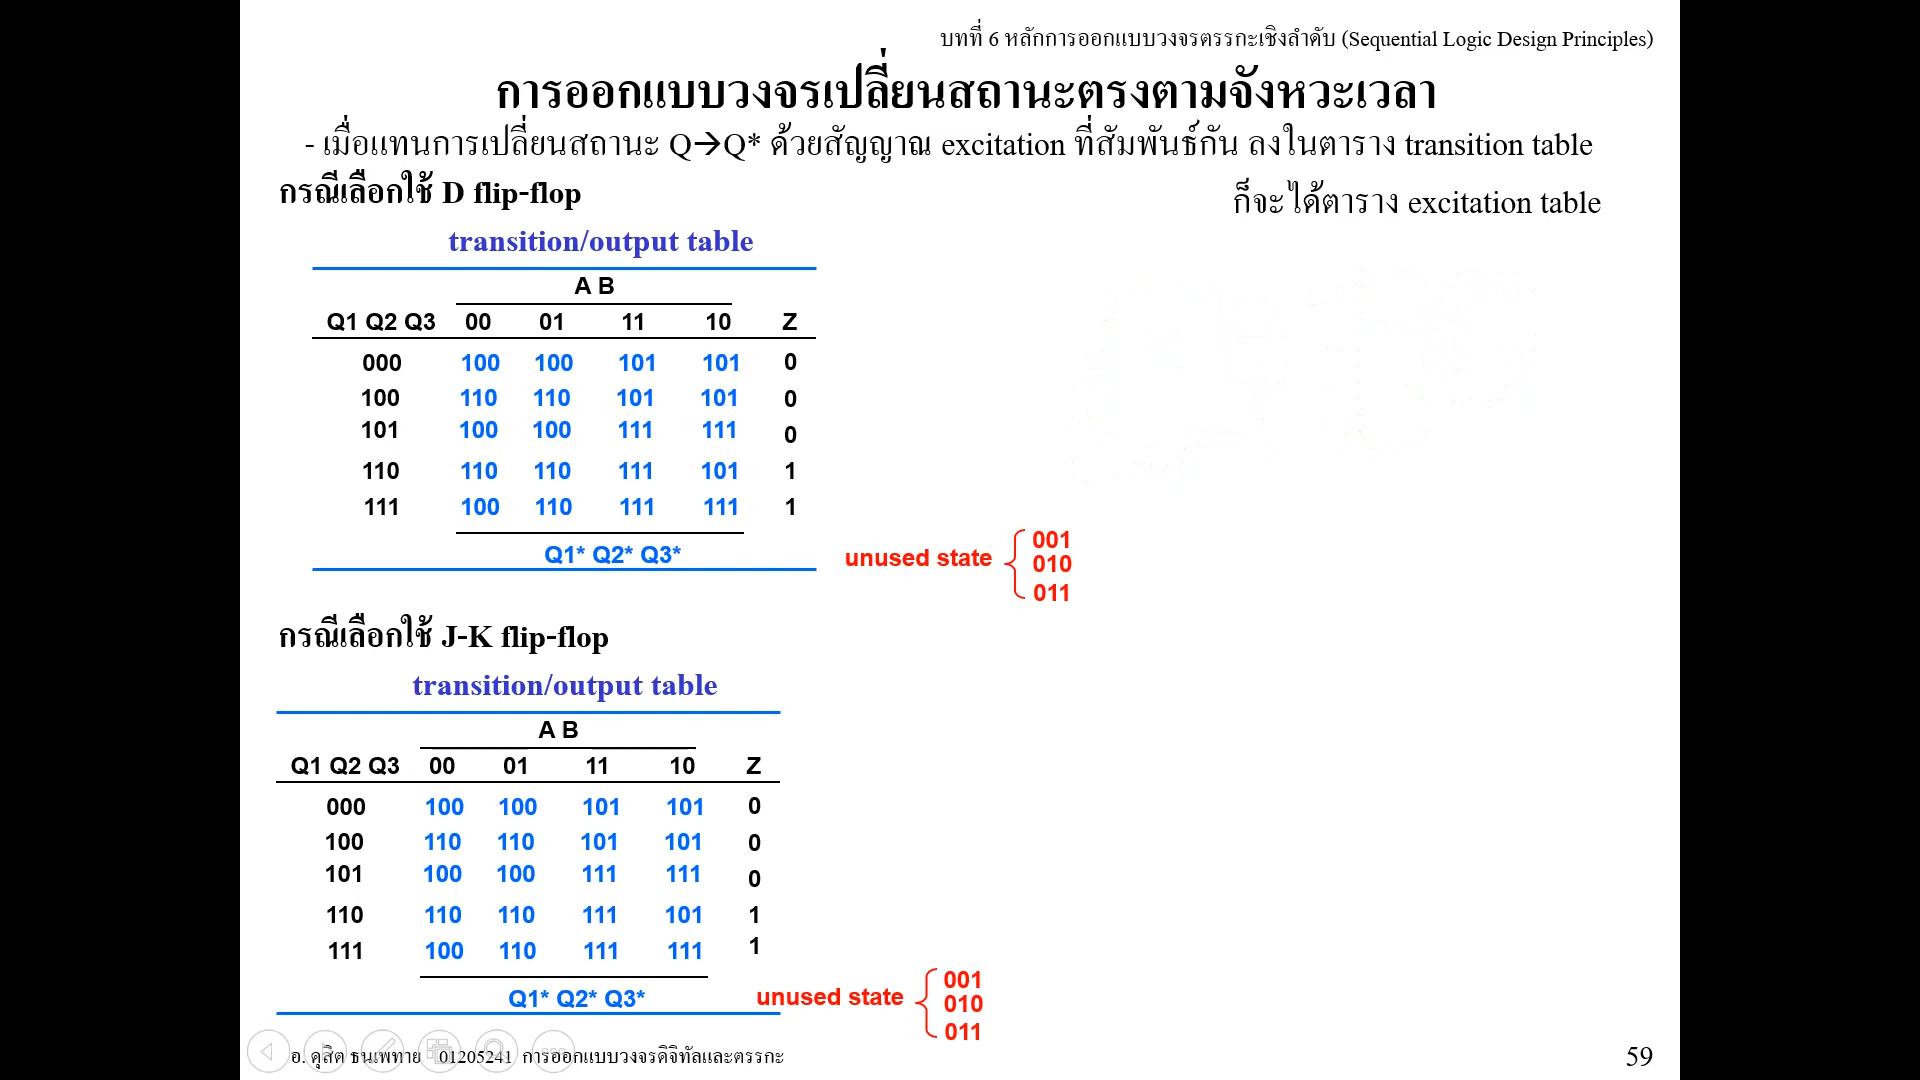 บทที่ 6 หลักการออกแบบวงจรตรรกะเชิงลำดับ (Sequential Logic Design Principles)
การออกแบบวงจรเปลี่ยนสถานะตรงตามจังหวะเวลา
- เมื่อแทนการเปลี่ยนสถานะ Q→Q* ด้วยสัญญาณ excitation ที่สัมพันธ์กัน ลงในตาราง transition table
กรณีเลือกใช้ D flip-flop
ก็จะได้ตาราง excitation table
transition/output table
A B
Q1 Q2 Q3 00 01 11 10 Z
000 100 100 101 101 0
100 110 110 101 101 0
101 100 100 111 111 0
110 110 110 111 101 1
111 100 110 111 111 1
Q1* Q2* Q3*
unused state
001
010
011
กรณีเลือกใช้ J-K flip-flop
transition/output table
A B
Q1 Q2 Q3 00 01 11 10 Z
000 100 100 101 101 0
100 110 110 101 101 0
101 100 100 111 111 0
110 110 110 111 101 1
111 100 110 111 111 1
Q1* Q2* Q3*
unused state
001
010
011
อ. ดุสิต ธนเพทาย 01205241 การออกแบบวงจรดิจิทัลและตรรกะ
59